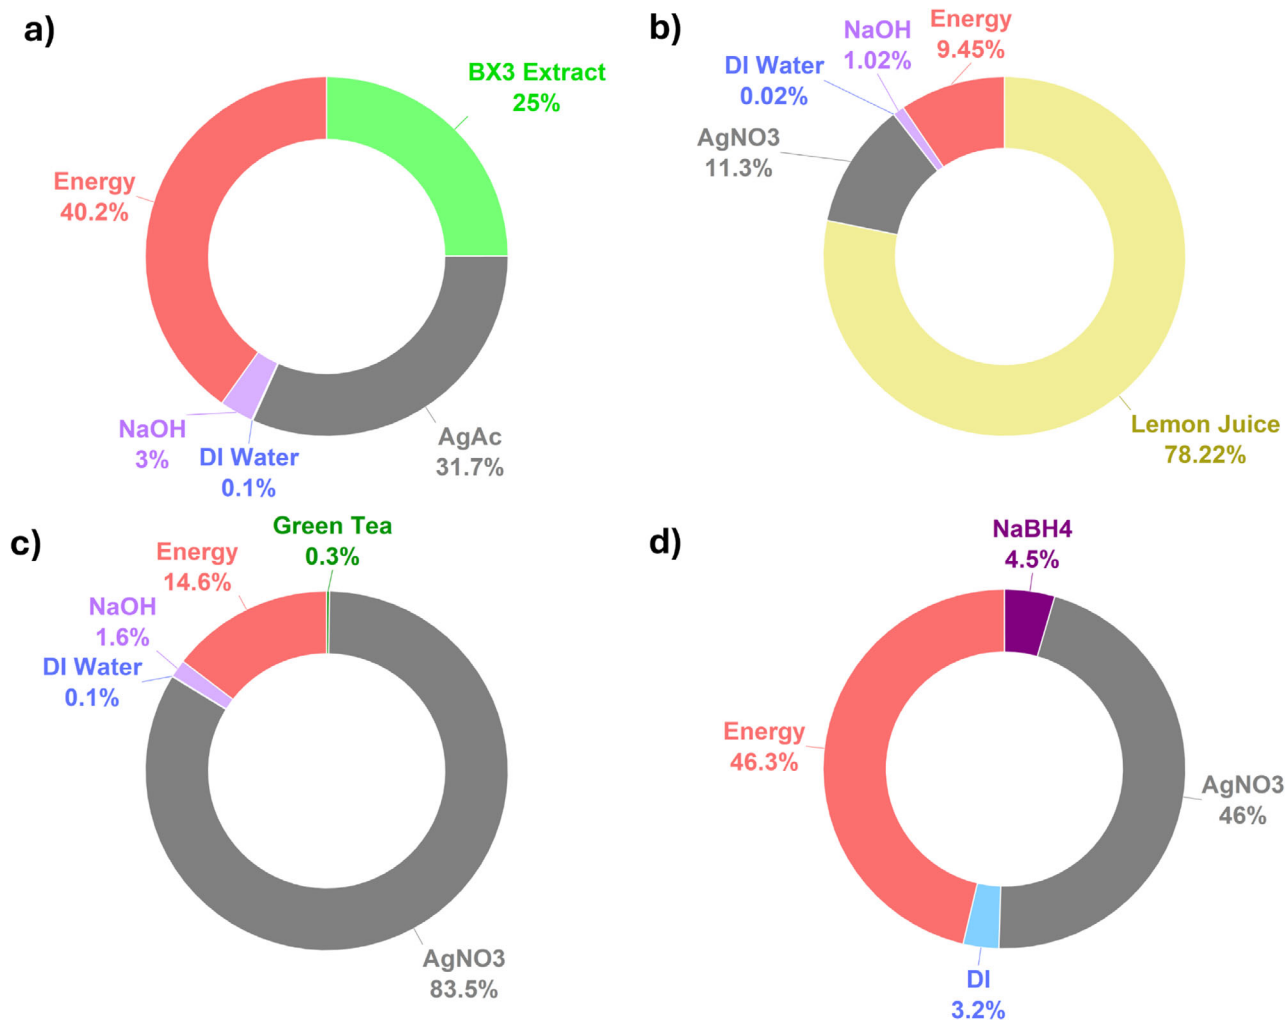 a)
BX3 Extract
25%
Energy
40.2%
NaOH
3%
DI Water
0.1%
AgAc
31.7%
b)
DI Water
0.02%
NaOH
1.02%
Energy
9.45%
AgNO3
11.3%
Lemon Juice
78.22%
c)
Green Tea
0.3%
Energy
14.6%
NaOH
1.6%
DI Water
0.1%
AgNO3
83.5%
d)
NaBH4
4.5%
Energy
46.3%
AgNO3
46%
DI
3.2%